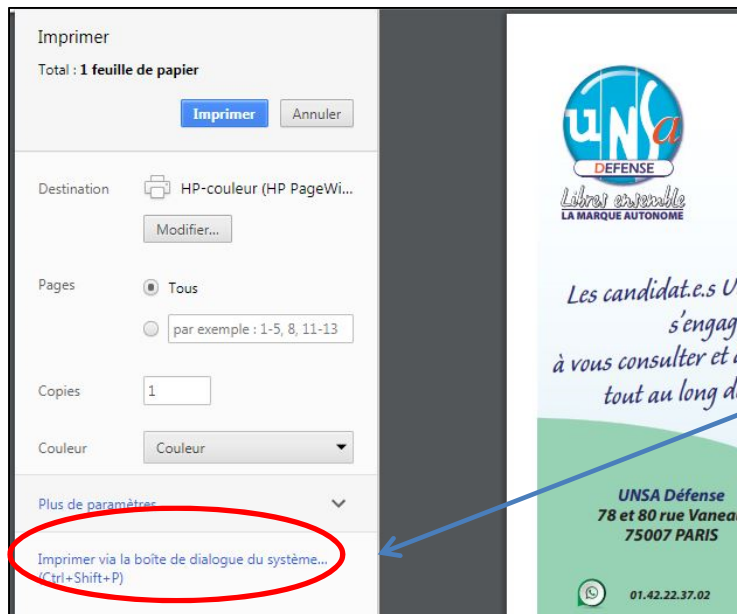 Imprimer
Total : 1 feuille de papier
Imprimer
Annuler
Destination
HP-couleur (HP PageWi...
Modifier...
Pages
Tous
par exemple : 1-5, 8, 11-13
Copies
1
Couleur
Couleur
Plus de paramètres
Imprimer via la boîte de dialogue du système...
(Ctrl+Shift+P)
UNSa
DEFENSE
Libres ensemble
LA MARQUE AUTONOME
Les candidat.e.s U
s'engag
à vous consulter et
tout au long d
UNSA Défense
78 et 80 rue Vanea
75007 PARIS
01.42.22.37.02